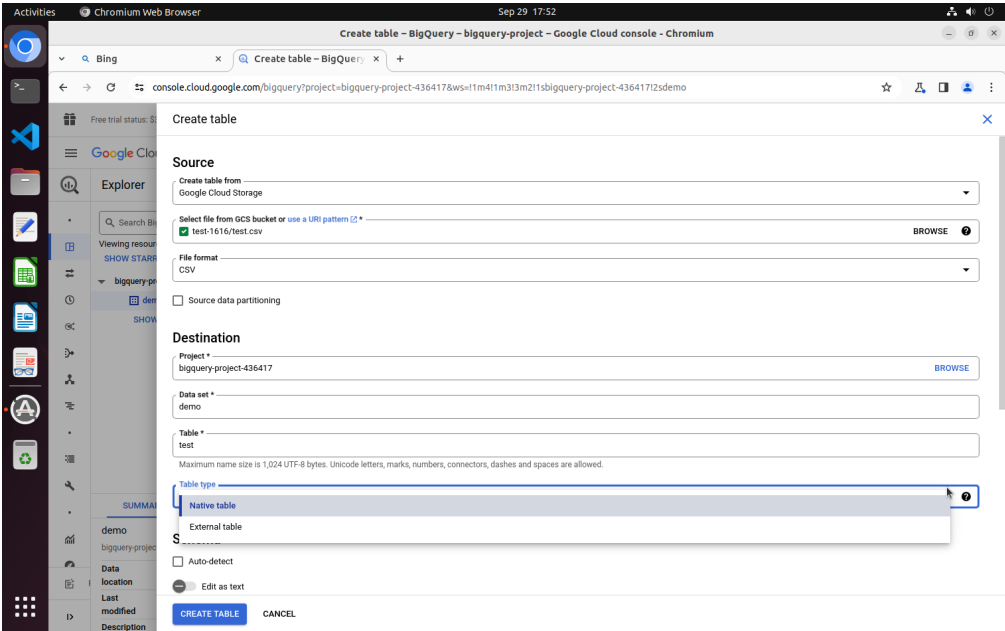 Activities
Chromium Web Browser
Sep 29 17:52
Create table – BigQuery – bigquery-project – Google Cloud console - Chromium
Bing
Create table – BigQuery
console.cloud.google.com/bigquery?project=bigquery-project-436417&ws=!1m4!1m3!3m2!1sbigquery-project-436417!2sdemo
Free trial status: $
Create table
Google Clo
Explorer
Search Bi
Viewing resour
SHOW STARR
bigquery-pr
dem
SHOW
Source
Create table from
Google Cloud Storage
Select file from GCS bucket or use a URI pattern *
test-1616/test.csv
BROWSE
File format
CSV
Source data partitioning
Destination
Project *
bigquery-project-436417
BROWSE
Data set *
demo
Table *
test
Maximum name size is 1,024 UTF-8 bytes. Unicode letters, marks, numbers, connectors, dashes and spaces are allowed.
Table type
Native table
External table
Auto-detect
Edit as text
CREATE TABLE
CANCEL
SUMMAR
demo
bigquery-projec
Data
location
Last
modified
Description